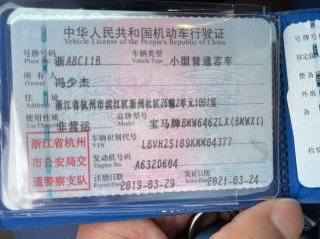 中华人民共和国机动车行驶证
Vehicle License of the People's Republic of China
号牌号码 浙ABC11B 车辆类型 小型普通客车
Plate No. Vehicle Type
所有人 冯少杰
Owner
住址 浙江省杭州市滨江区新州社区26幢2单元1001室
Address
使用性质 非营运 品牌型号 宝马牌BMW6462ZLX(BMWX1)
Use Character Model
浙江省杭州市公安局交通警察支队
车辆识别代号 LBVH25109KMM04377
VIN
发动机号码 A632D604
Engine No.
注册日期 2019-03-29 发证日期 2021-03-24
Register Date Issue Date